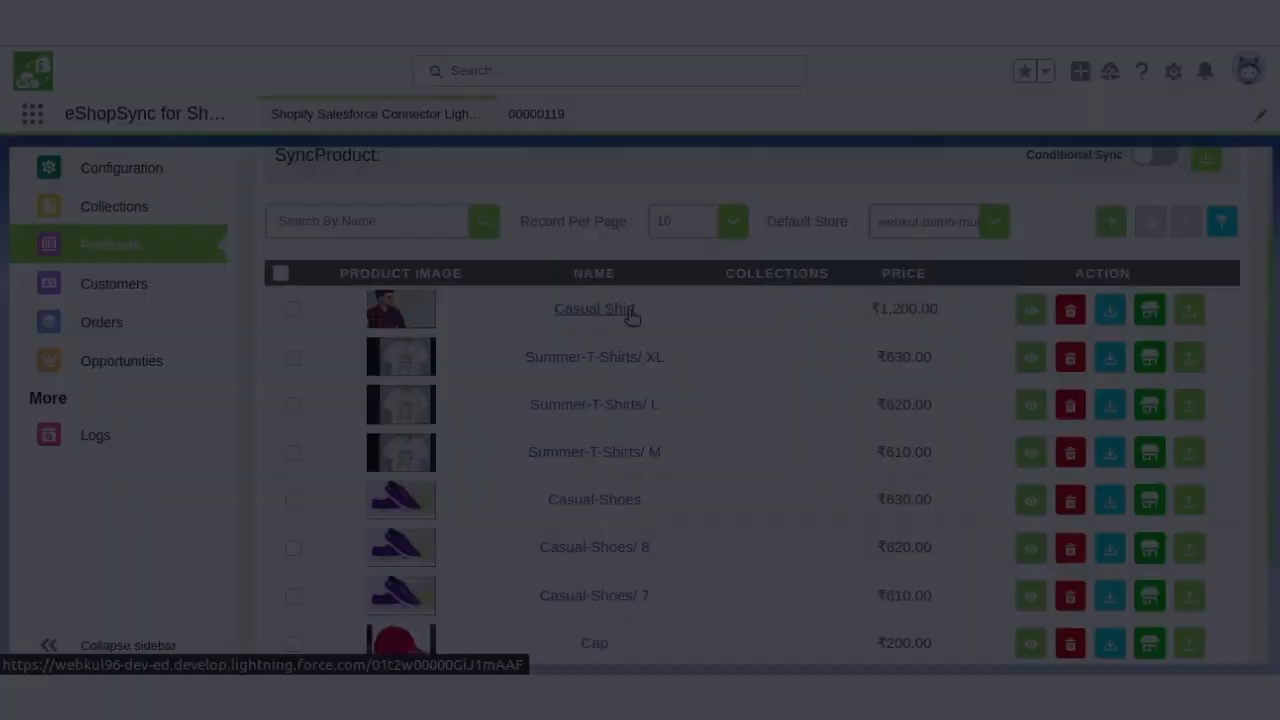 Search...
eShopSync for Sh...
Shopify Salesforce Connector Ligh...
00000119
Configuration
Collections
Products
Customers
Orders
Opportunities
More
Logs
Collapse sidebar
SyncProduct:
Conditional Sync
Search By Name
Record Per Page :
10
Default Store :
webkul-demo-mul
PRODUCT IMAGE NAME COLLECTIONS PRICE ACTION
Casual Shirt ₹1,200.00
Summer-T-Shirts/ XL ₹630.00
Summer-T-Shirts/ L ₹620.00
Summer-T-Shirts/ M ₹610.00
Casual-Shoes ₹630.00
Casual-Shoes/ 8 ₹620.00
Casual-Shoes/ 7 ₹610.00
Cap ₹200.00
https://webkul96-dev-ed.develop.lightning.force.com/01t2w00000GiJ1mAAF